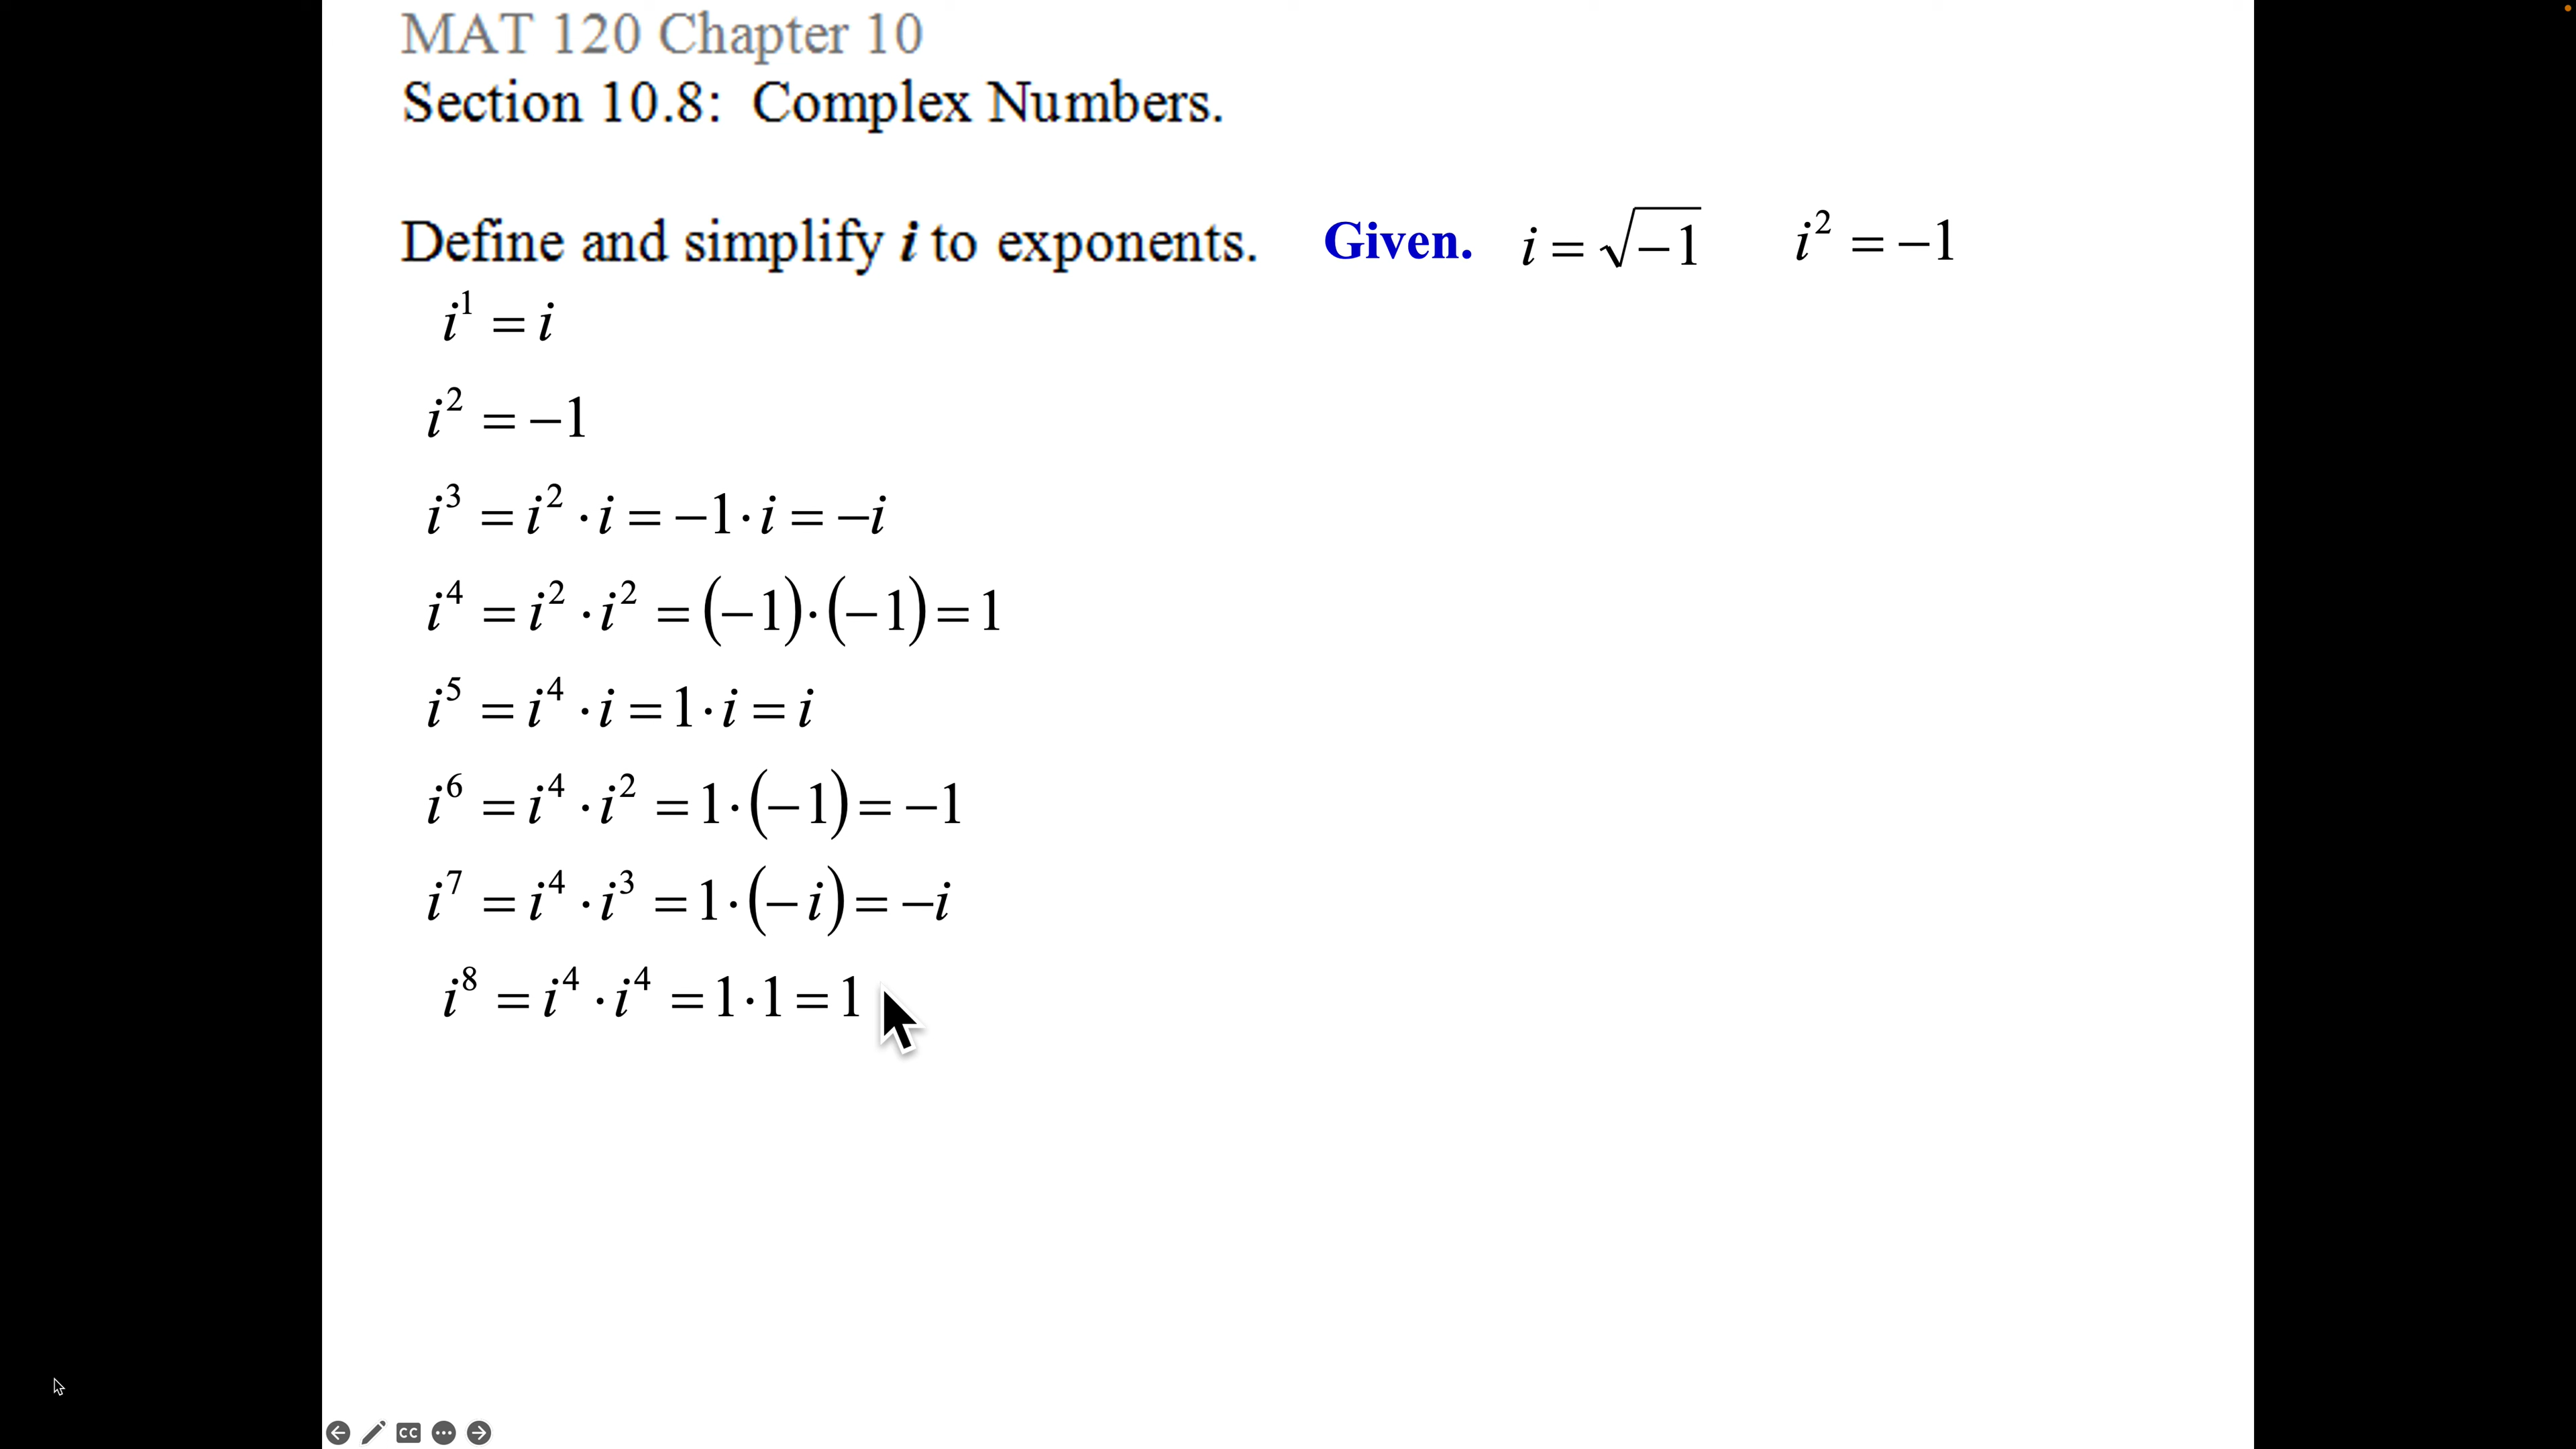 MAT 120 Chapter 10
Section 10.8: Complex Numbers.
Define and simplify i to exponents. Given. i = √−1 i² = −1
i¹ = i
i² = −1
i³ = i² · i = −1 · i = −i
i⁴ = i² · i² = (−1) · (−1) = 1
i⁵ = i⁴ · i = 1 · i = i
i⁶ = i⁴ · i² = 1 · (−1) = −1
i⁷ = i⁴ · i³ = 1 · (−i) = −i
i⁸ = i⁴ · i⁴ = 1 · 1 = 1
CC